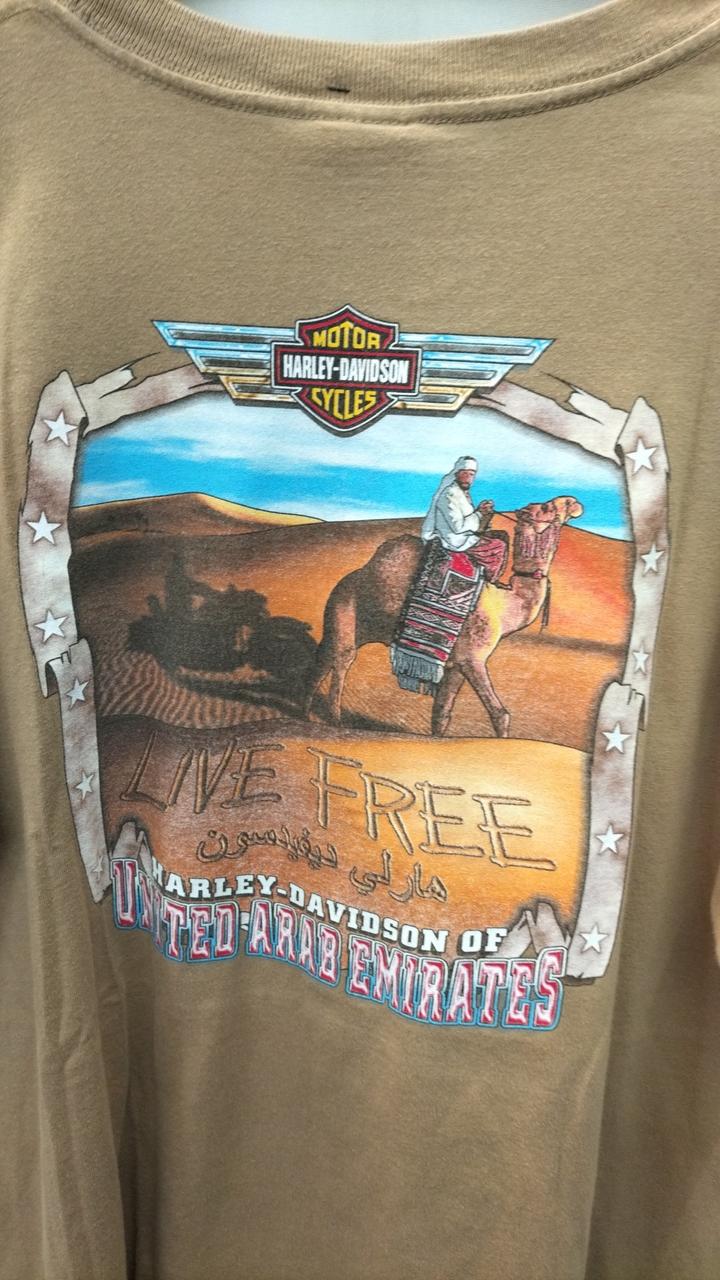 MOTOR
HARLEY-DAVIDSON
CYCLES
LIVE FREE
هارلي ديفيدسون
HARLEY-DAVIDSON OF
UNITED ARAB EMIRATES